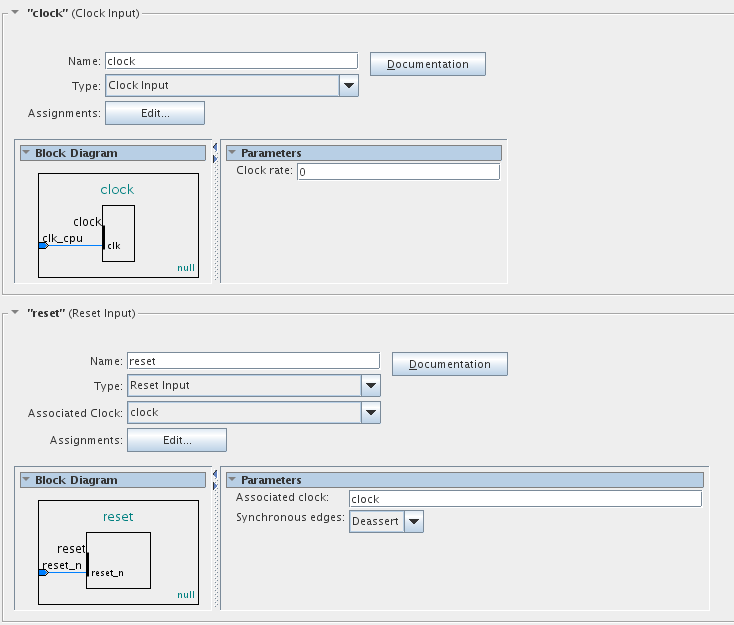 "clock" (Clock Input)
Name: clock Documentation
Type: Clock Input
Assignments: Edit...
Block Diagram
clock
clock
clk_cpu
clk
null
Parameters
Clock rate: 0
"reset" (Reset Input)
Name: reset Documentation
Type: Reset Input
Associated Clock: clock
Assignments: Edit...
Block Diagram
reset
reset
reset_n
reset_n
null
Parameters
Associated clock: clock
Synchronous edges: Deassert